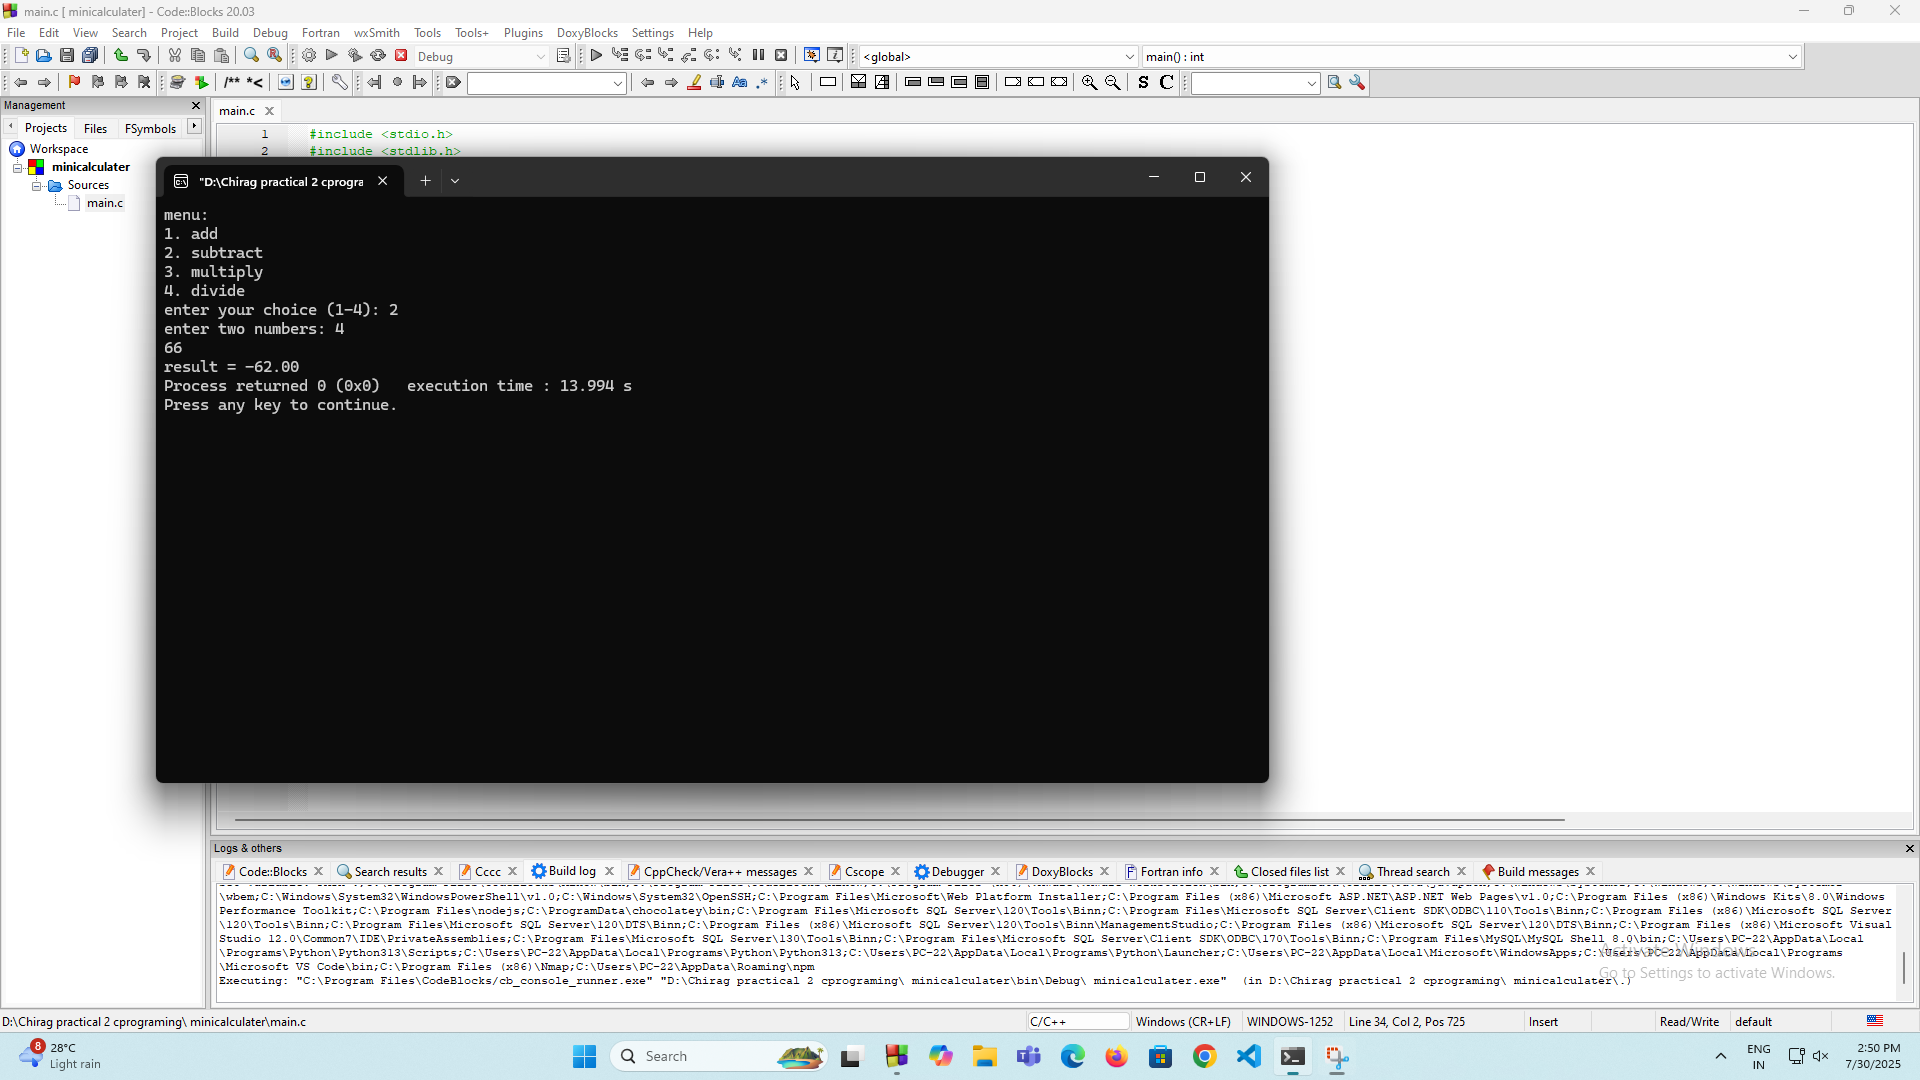 main.c [ minicalculater] - Code::Blocks 20.03
File Edit View Search Project Build Debug Fortran wxSmith Tools Tools+ Plugins DoxyBlocks Settings Help
Debug
<global>
main() : int
/** *<
Aa .*
S C
Management
Projects Files FSymbols
main.c
Workspace
minicalculater
Sources
main.c
1 #include <stdio.h>
2 #include <stdlib.h>
"D:\Chirag practical 2 cprogra
menu:
1. add
2. subtract
3. multiply
4. divide
enter your choice (1-4): 2
enter two numbers: 4
66
result = -62.00
Process returned 0 (0x0)   execution time : 13.994 s
Press any key to continue.
Logs & others
Code::Blocks Search results Cccc Build log CppCheck/Vera++ messages Cscope Debugger DoxyBlocks Fortran info Closed files list Thread search Build messages
\wbem;C:\Windows\System32\WindowsPowerShell\v1.0;C:\Windows\System32\OpenSSH;C:\Program Files\Microsoft\Web Platform Installer;C:\Program Files (x86)\Microsoft ASP.NET\ASP.NET Web Pages\v1.0;C:\Program Files (x86)\Windows Kits\8.0\Windows
Performance Toolkit;C:\Program Files\nodejs;C:\ProgramData\chocolatey\bin;C:\Program Files\Microsoft SQL Server\120\Tools\Binn;C:\Program Files\Microsoft SQL Server\Client SDK\ODBC\110\Tools\Binn;C:\Program Files (x86)\Microsoft SQL Server
\120\Tools\Binn;C:\Program Files\Microsoft SQL Server\120\DTS\Binn;C:\Program Files (x86)\Microsoft SQL Server\120\Tools\Binn\ManagementStudio;C:\Program Files (x86)\Microsoft SQL Server\120\DTS\Binn;C:\Program Files (x86)\Microsoft Visual
Studio 12.0\Common7\IDE\PrivateAssemblies;C:\Program Files\Microsoft SQL Server\130\Tools\Binn;C:\Program Files\Microsoft SQL Server\Client SDK\ODBC\170\Tools\Binn;C:\Program Files\MySQL\MySQL Shell 8.0\bin;C:\Users\PC-22\AppData\Local
\Programs\Python\Python313\Scripts;C:\Users\PC-22\AppData\Local\Programs\Python\Python313;C:\Users\PC-22\AppData\Local\Programs\Python\Launcher;C:\Users\PC-22\AppData\Local\Microsoft\WindowsApps;C:\Users\PC-22\AppData\Local\Programs
\Microsoft VS Code\bin;C:\Program Files (x86)\Nmap;C:\Users\PC-22\AppData\Roaming\npm
Executing: "C:\Program Files\CodeBlocks/cb_console_runner.exe" "D:\Chirag practical 2 cprograming\ minicalculater\bin\Debug\ minicalculater.exe"  (in D:\Chirag practical 2 cprograming\ minicalculater\.)
Activate Windows
Go to Settings to activate Windows.
D:\Chirag practical 2 cprograming\ minicalculater\main.c
C/C++
Windows (CR+LF)
WINDOWS-1252
Line 34, Col 2, Pos 725
Insert
Read/Write
default
8
28°C
Light rain
Search
ENG
IN
2:50 PM
7/30/2025